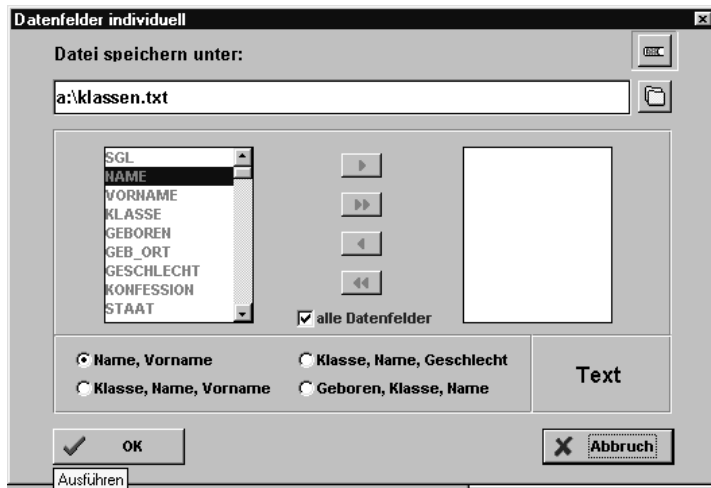 Datenfelder individuell
Datei speichern unter:
a:\klassen.txt
SGL
NAME
VORNAME
KLASSE
GEBOREN
GEB_ORT
GESCHLECHT
KONFESSION
STAAT
alle Datenfelder
Name, Vorname
Klasse, Name, Geschlecht
Klasse, Name, Vorname
Geboren, Klasse, Name
Text
OK
Abbruch
Ausführen